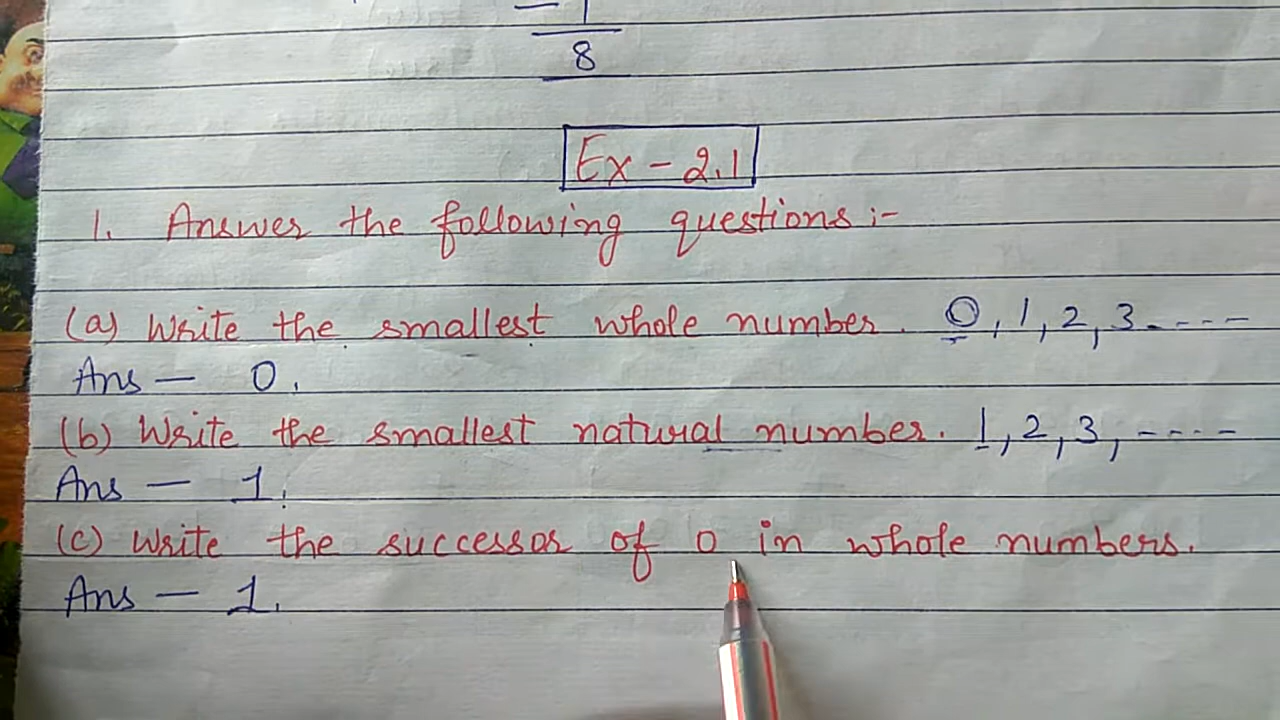 - 1
8
Ex - 2.1
1. Answer the following questions :-
(a) Write the smallest whole number. 0, 1, 2, 3 - - - -
Ans - 0.
(b) Write the smallest natural number. 1, 2, 3, - - - -
Ans - 1.
(c) Write the successor of 0 in whole numbers.
Ans - 1.